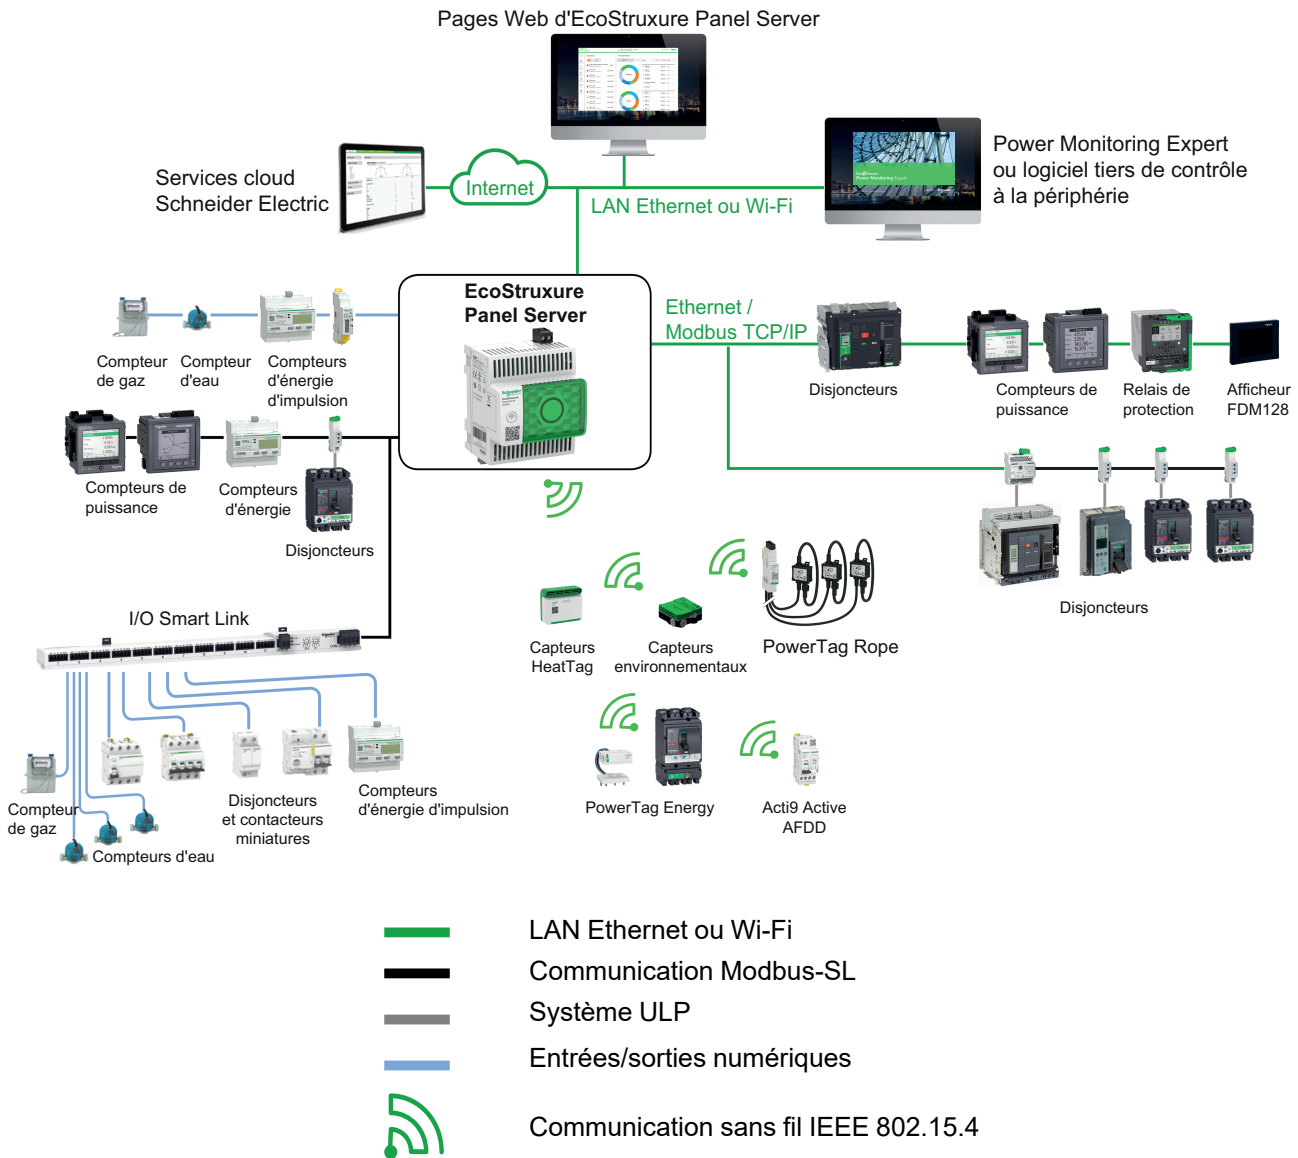 Pages Web d'EcoStruxure Panel Server
Power Monitoring Expert
ou logiciel tiers de contrôle
à la périphérie
Services cloud
Schneider Electric
Internet
LAN Ethernet ou Wi-Fi
EcoStruxure
Panel Server
Ethernet /
Modbus TCP/IP
Compteur
de gaz
Compteur
d'eau
Compteurs
d'énergie
d'impulsion
Disjoncteurs
Compteurs de
puissance
Relais de
protection
Afficheur
FDM128
Compteurs de
puissance
Compteurs
d'énergie
Disjoncteurs
Disjoncteurs
I/O Smart Link
Capteurs
HeatTag
Capteurs
environnementaux
PowerTag Rope
Compteur
de gaz
Compteurs d'eau
Disjoncteurs
et contacteurs
miniatures
Compteurs
d'énergie d'impulsion
PowerTag Energy
Acti9 Active
AFDD
LAN Ethernet ou Wi-Fi
Communication Modbus-SL
Système ULP
Entrées/sorties numériques
Communication sans fil IEEE 802.15.4